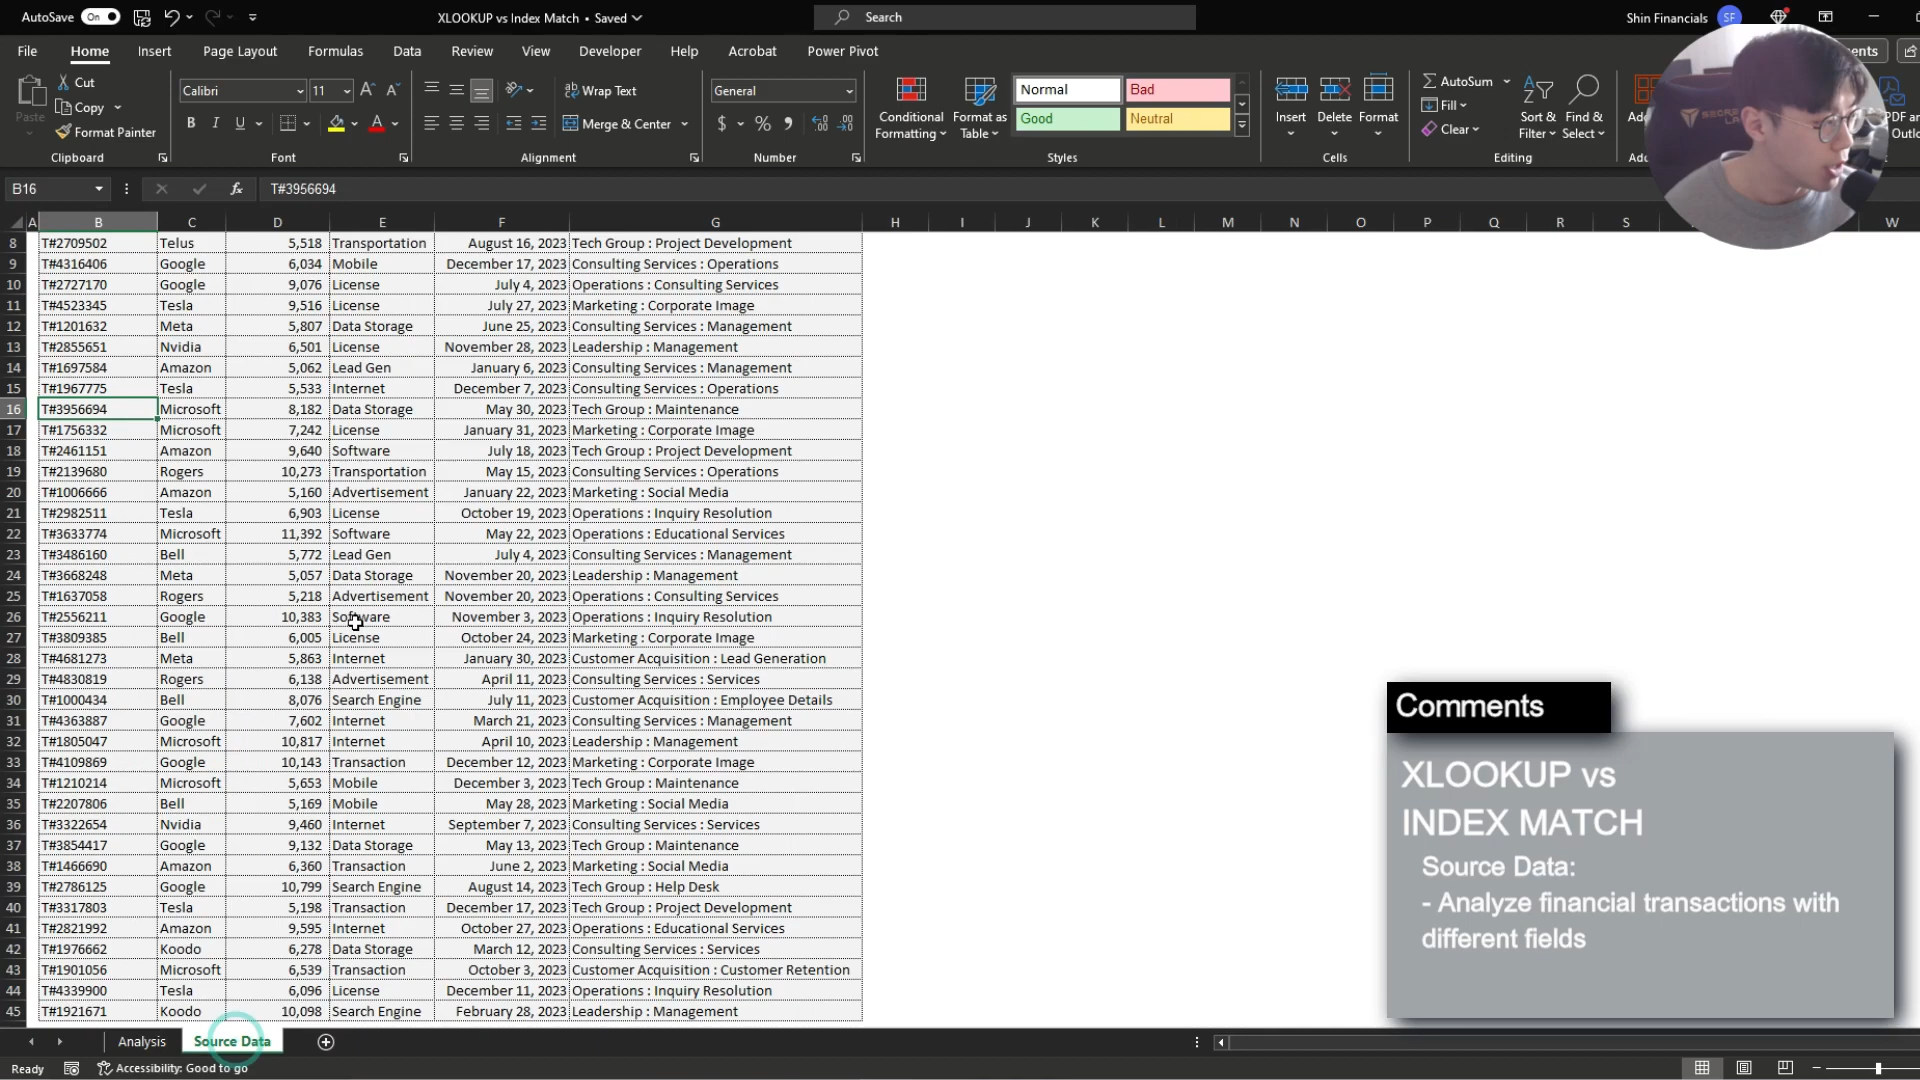 AutoSave On XLOOKUP vs Index Match • Saved Search Shin Financials SF
File Home Insert Page Layout Formulas Data Review View Developer Help Acrobat Power Pivot
Paste Cut Copy Format Painter Clipboard
Calibri 11 B I U A Font
Wrap Text Merge & Center Alignment
General $ % Number
Conditional Formatting Format as Table Normal Bad Good Neutral Styles
Insert Delete Format Cells
AutoSum Fill Clear Sort & Filter Find & Select Editing
B16 fx T#3956694
A B C D E F G H I J K L M N O P Q R S W
8 T#2709502 Telus 5,518 Transportation August 16, 2023 Tech Group : Project Development
9 T#4316406 Google 6,034 Mobile December 17, 2023 Consulting Services : Operations
10 T#2727170 Google 9,076 License July 4, 2023 Operations : Consulting Services
11 T#4523345 Tesla 9,516 License July 27, 2023 Marketing : Corporate Image
12 T#1201632 Meta 5,807 Data Storage June 25, 2023 Consulting Services : Management
13 T#2855651 Nvidia 6,501 License November 28, 2023 Leadership : Management
14 T#1697584 Amazon 5,062 Lead Gen January 6, 2023 Consulting Services : Management
15 T#1967775 Tesla 5,533 Internet December 7, 2023 Consulting Services : Operations
16 T#3956694 Microsoft 8,182 Data Storage May 30, 2023 Tech Group : Maintenance
17 T#1756332 Microsoft 7,242 License January 31, 2023 Marketing : Corporate Image
18 T#2461151 Amazon 9,640 Software July 18, 2023 Tech Group : Project Development
19 T#2139680 Rogers 10,273 Transportation May 15, 2023 Consulting Services : Operations
20 T#1006666 Amazon 5,160 Advertisement January 22, 2023 Marketing : Social Media
21 T#2982511 Tesla 6,903 License October 19, 2023 Operations : Inquiry Resolution
22 T#3633774 Microsoft 11,392 Software May 22, 2023 Operations : Educational Services
23 T#3486160 Bell 5,772 Lead Gen July 4, 2023 Consulting Services : Management
24 T#3668248 Meta 5,057 Data Storage November 20, 2023 Leadership : Management
25 T#1637058 Rogers 5,218 Advertisement November 20, 2023 Operations : Consulting Services
26 T#2556211 Google 10,383 Software November 3, 2023 Operations : Inquiry Resolution
27 T#3809385 Bell 6,005 License October 24, 2023 Marketing : Corporate Image
28 T#4681273 Meta 5,863 Internet January 30, 2023 Customer Acquisition : Lead Generation
29 T#4830819 Rogers 6,138 Advertisement April 11, 2023 Consulting Services : Services
30 T#1000434 Bell 8,076 Search Engine July 11, 2023 Customer Acquisition : Employee Details
31 T#4363887 Google 7,602 Internet March 21, 2023 Consulting Services : Management
32 T#1805047 Microsoft 10,817 Internet April 10, 2023 Leadership : Management
33 T#4109869 Google 10,143 Transaction December 12, 2023 Marketing : Corporate Image
34 T#1210214 Microsoft 5,653 Mobile December 3, 2023 Tech Group : Maintenance
35 T#2207806 Bell 5,169 Mobile May 28, 2023 Marketing : Social Media
36 T#3322654 Nvidia 9,460 Internet September 7, 2023 Consulting Services : Services
37 T#3854417 Google 9,132 Data Storage May 13, 2023 Tech Group : Maintenance
38 T#1466690 Amazon 6,360 Transaction June 2, 2023 Marketing : Social Media
39 T#2786125 Google 10,799 Search Engine August 14, 2023 Tech Group : Help Desk
40 T#3317803 Tesla 5,198 Transaction December 17, 2023 Tech Group : Project Development
41 T#2821992 Amazon 9,595 Internet October 27, 2023 Operations : Educational Services
42 T#1976662 Koodo 6,278 Data Storage March 12, 2023 Consulting Services : Services
43 T#1901056 Microsoft 6,539 Transaction October 3, 2023 Customer Acquisition : Customer Retention
44 T#4339900 Tesla 6,096 License December 11, 2023 Operations : Inquiry Resolution
45 T#1921671 Koodo 10,098 Search Engine February 28, 2023 Leadership : Management
Comments
XLOOKUP vs
INDEX MATCH
Source Data:
- Analyze financial transactions with
different fields
Analysis Source Data
Ready Accessibility: Good to go